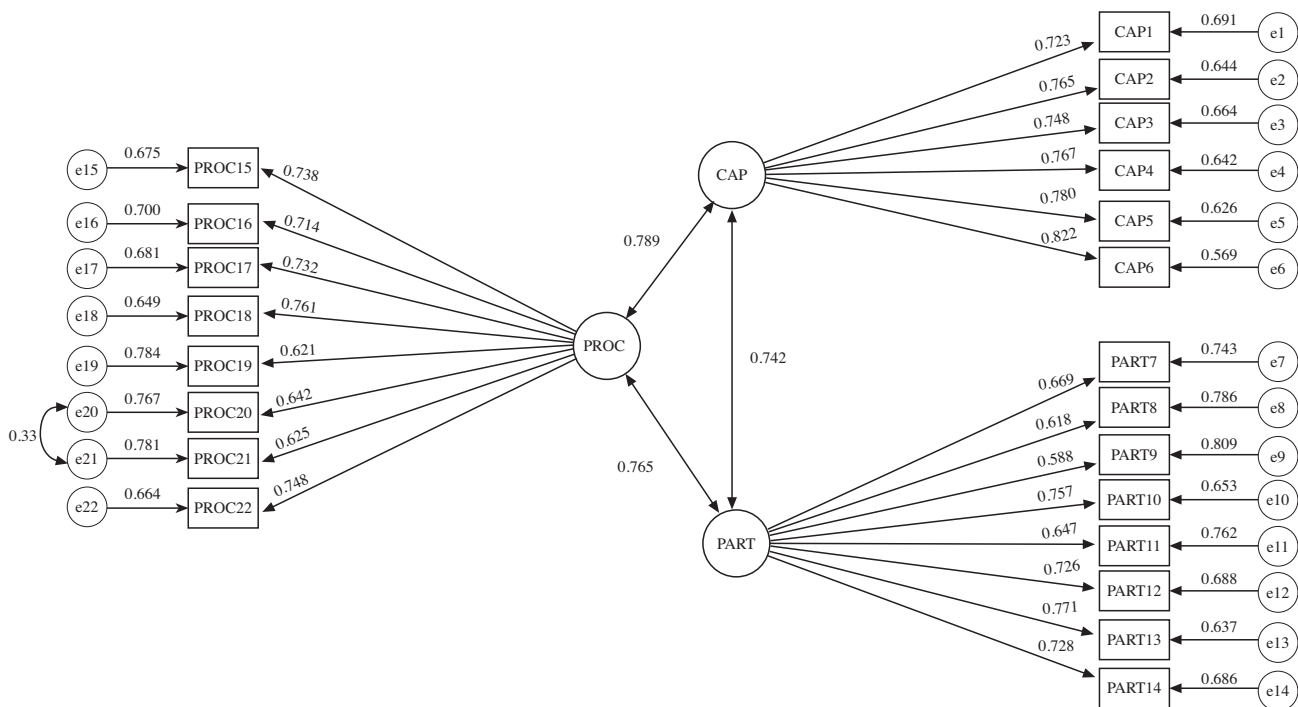 0.723
CAP1
0.691
e1
0.765
CAP2
0.644
e2
0.748
CAP3
0.664
e3
CAP
0.767
CAP4
0.642
e4
0.780
CAP5
0.626
e5
0.822
CAP6
0.569
e6
e15
0.675
PROC15
0.738
e16
0.700
PROC16
0.714
e17
0.681
PROC17
0.732
e18
0.649
PROC18
0.761
e19
0.784
PROC19
0.621
e20
0.767
PROC20
0.642
0.33
e21
0.781
PROC21
0.625
e22
0.664
PROC22
0.748
PROC
0.789
0.742
0.765
PART
0.669
PART7
0.743
e7
0.618
PART8
0.786
e8
0.588
PART9
0.809
e9
0.757
PART10
0.653
e10
0.647
PART11
0.762
e11
0.726
PART12
0.688
e12
0.771
PART13
0.637
e13
0.728
PART14
0.686
e14